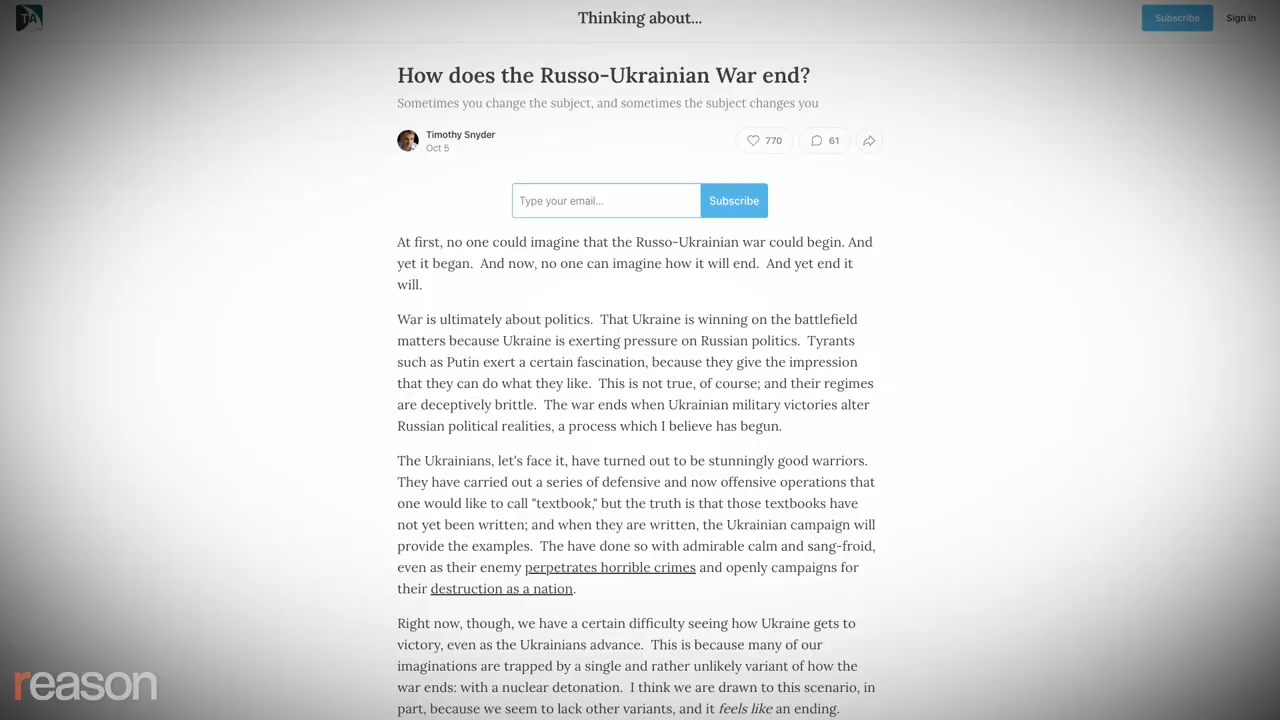 TA
Thinking about...
Subscribe
Sign in
How does the Russo-Ukrainian War end?
Sometimes you change the subject, and sometimes the subject changes you
Timothy Snyder
Oct 5
770
61
Type your email...
Subscribe
At first, no one could imagine that the Russo-Ukrainian war could begin. And
yet it began.  And now, no one can imagine how it will end.  And yet end it
will.
War is ultimately about politics.  That Ukraine is winning on the battlefield
matters because Ukraine is exerting pressure on Russian politics.  Tyrants
such as Putin exert a certain fascination, because they give the impression
that they can do what they like.  This is not true, of course; and their regimes
are deceptively brittle.  The war ends when Ukrainian military victories alter
Russian political realities, a process which I believe has begun.
The Ukrainians, let's face it, have turned out to be stunningly good warriors.
They have carried out a series of defensive and now offensive operations that
one would like to call "textbook," but the truth is that those textbooks have
not yet been written; and when they are written, the Ukrainian campaign will
provide the examples.  The have done so with admirable calm and sang-froid,
even as their enemy perpetrates horrible crimes and openly campaigns for
their destruction as a nation.
Right now, though, we have a certain difficulty seeing how Ukraine gets to
victory, even as the Ukrainians advance.  This is because many of our
imaginations are trapped by a single and rather unlikely variant of how the
war ends: with a nuclear detonation.  I think we are drawn to this scenario, in
part, because we seem to lack other variants, and it feels like an ending.
reason